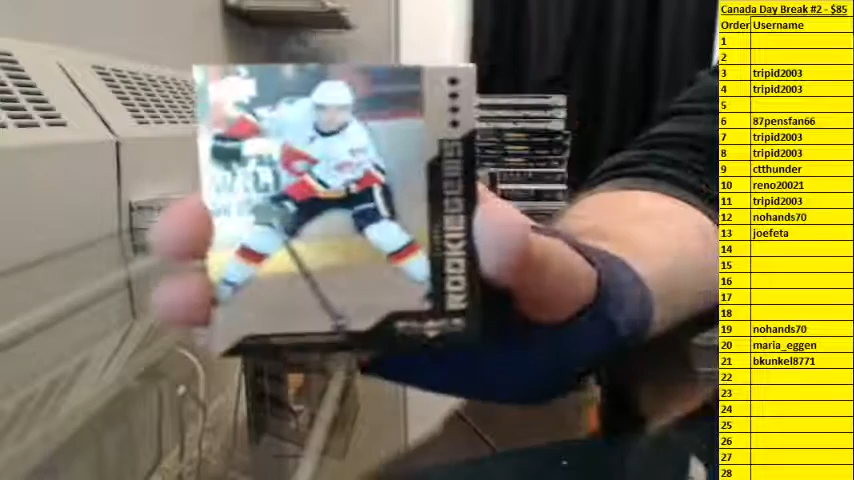 Canada Day Break #2 - $85
Order Username
1
2
3 tripid2003
4 tripid2003
5
6 87pensfan66
7 tripid2003
8 tripid2003
9 ctthunder
10 reno20021
11 tripid2003
12 nohands70
13 joefeta
14
15
16
17
18
19 nohands70
20 maria_eggen
21 bkunkel8771
22
23
24
25
26
27
28
ROOKIE GEMS